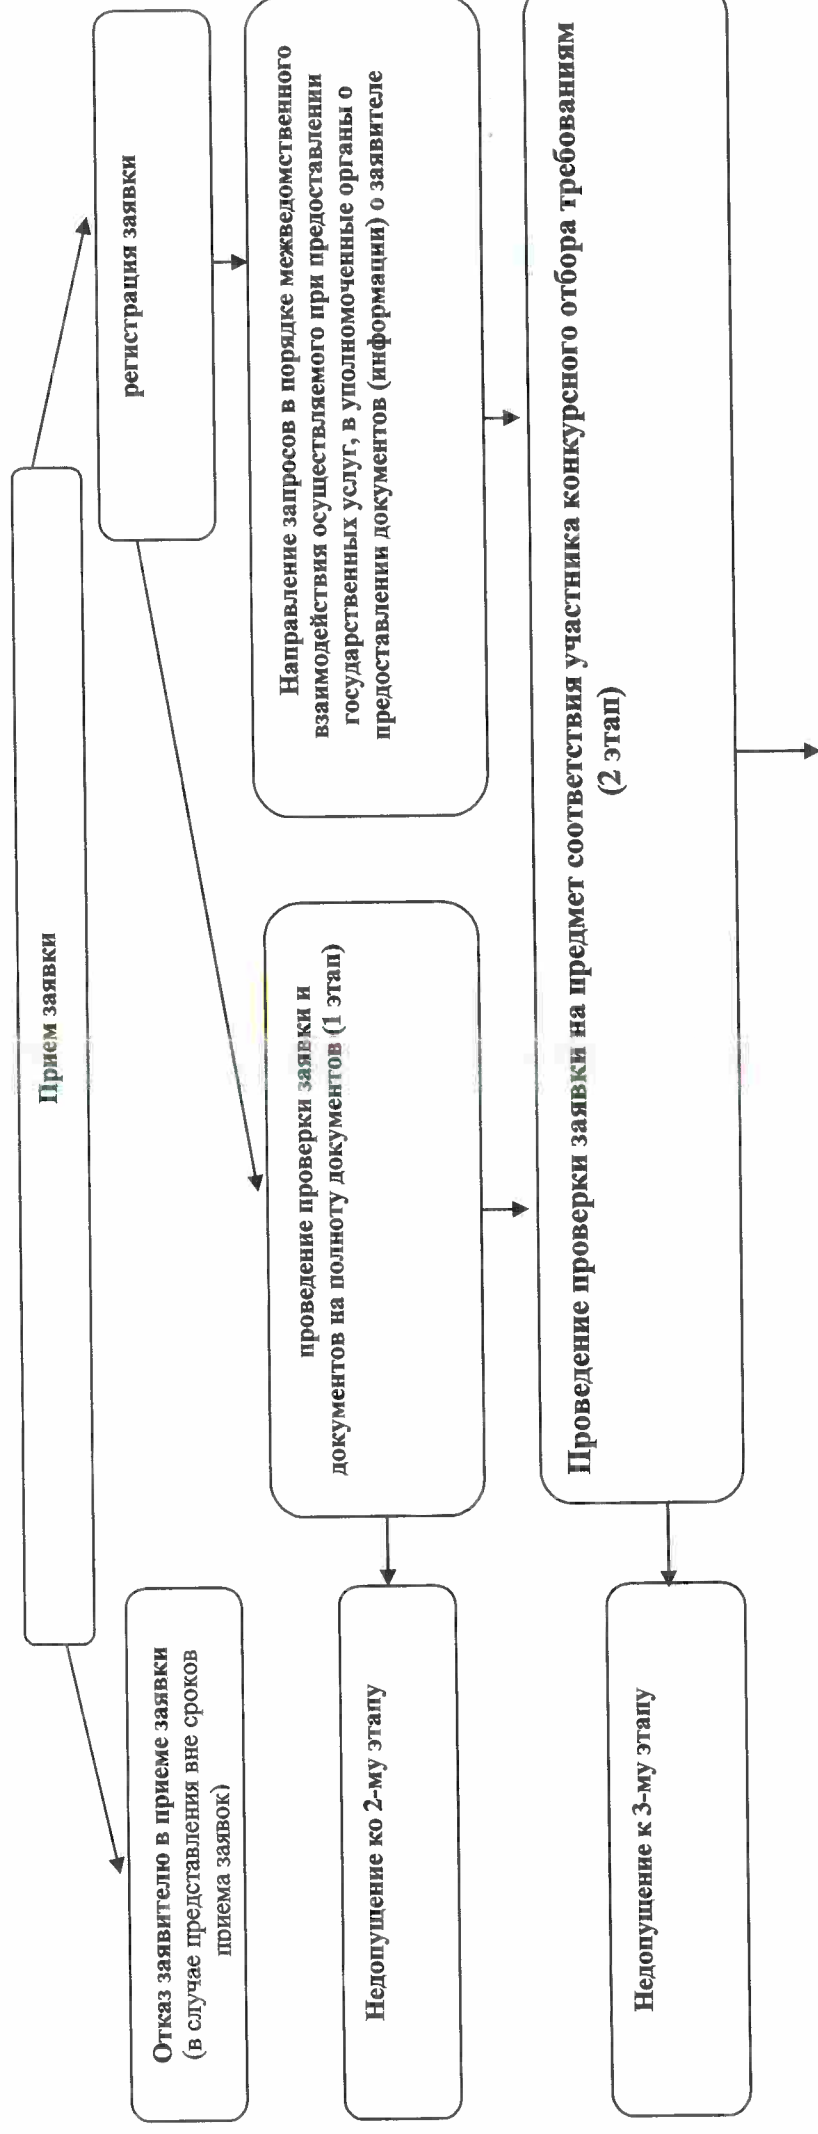 Прием заявки
Отказ заявителю в приеме заявки
(в случае представления вне сроков
приема заявок)
регистрация заявки
проведение проверки заявки и
документов на полноту документов (1 этап)
Направление запросов в порядке межведомственного
взаимодействия осуществляемого при предоставлении
государственных услуг, в уполномоченные органы о
предоставлении документов (информации) о заявителе
Недопущение ко 2-му этапу
Проведение проверки заявки на предмет соответствия участника конкурсного отбора требованиям
(2 этап)
Недопущение к 3-му этапу